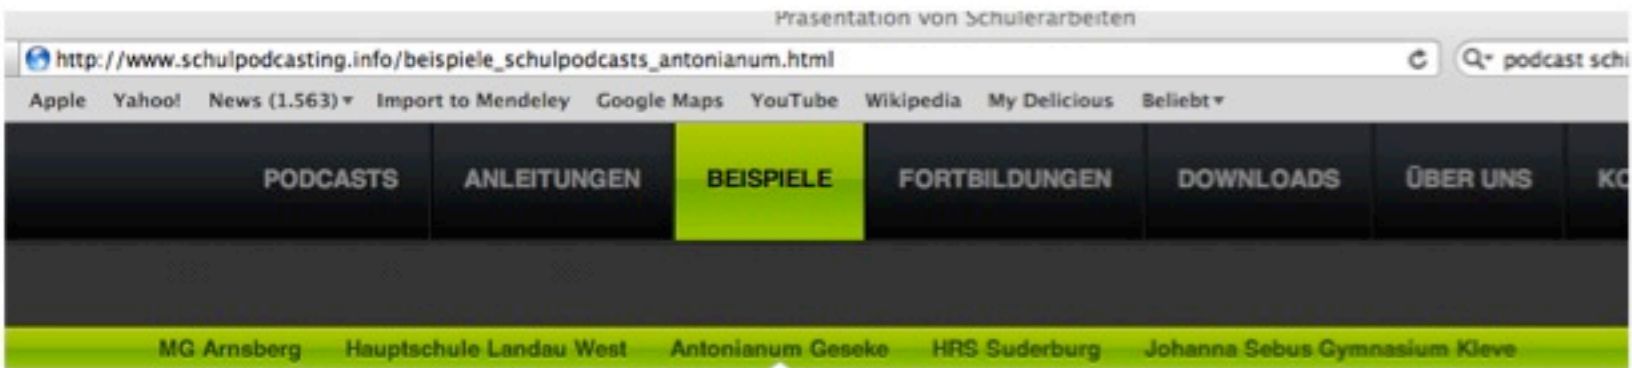 Präsentation von Schülerarbeiten
http://www.schulpodcasting.info/beispiele_schulpodcasts_antonianum.html podcast schu
Apple Yahoo! News (1.563) Import to Mendeley Google Maps YouTube Wikipedia My Delicious Beliebt
PODCASTS ANLEITUNGEN BEISPIELE FORTBILDUNGEN DOWNLOADS ÜBER UNS KO
MG Arnsberg Hauptschule Landau West Antonianum Geseke HRS Suderburg Johanna Sebus Gymnasium Kleve